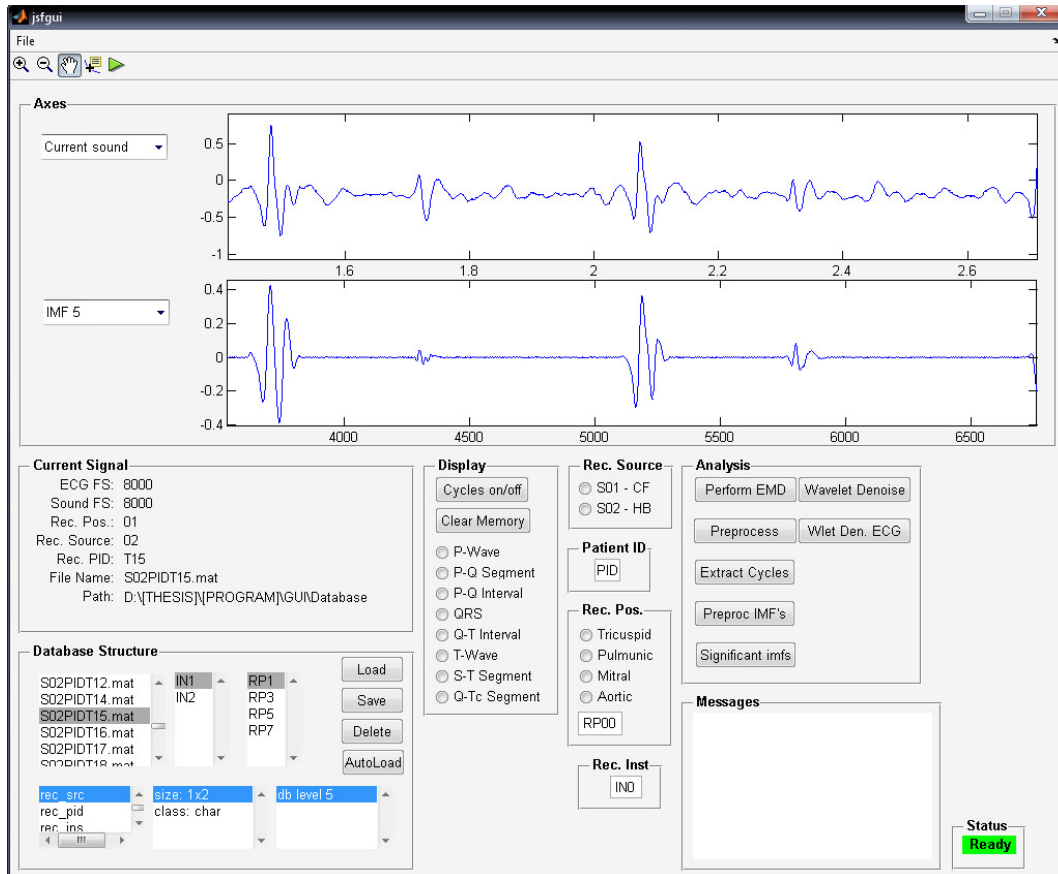 jsfgui
File
Axes
Current sound
0.5
0
-0.5
-1
1.6 1.8 2 2.2 2.4 2.6
IMF 5
0.4
0.2
0
-0.2
-0.4
4000 4500 5000 5500 6000 6500
Current Signal
ECG FS: 8000
Sound FS: 8000
Rec. Pos.: 01
Rec. Source: 02
Rec. PID: T15
File Name: S02PIDT15.mat
Path: D:\[THESIS]\[PROGRAM]\GUI\Database
Database Structure
S02PIDT12.mat
S02PIDT14.mat
S02PIDT15.mat
S02PIDT16.mat
S02PIDT17.mat
S02PIDT18.mat
IN1
IN2
RP1
RP3
RP5
RP7
Load
Save
Delete
AutoLoad
rec_src
rec_pid
rec_ins
size: 1x2
class: char
db level 5
Display
Cycles on/off
Clear Memory
P-Wave
P-Q Segment
P-Q Interval
QRS
Q-T Interval
T-Wave
S-T Segment
Q-Tc Segment
Rec. Source
S01 - CF
S02 - HB
Patient ID
PID
Rec. Pos.
Tricuspid
Pulmunic
Mitral
Aortic
RP00
Rec. Inst
IN0
Analysis
Perform EMD Wavelet Denoise
Preprocess Wlet Den. ECG
Extract Cycles
Preproc IMF's
Significant imfs
Messages
Status
Ready